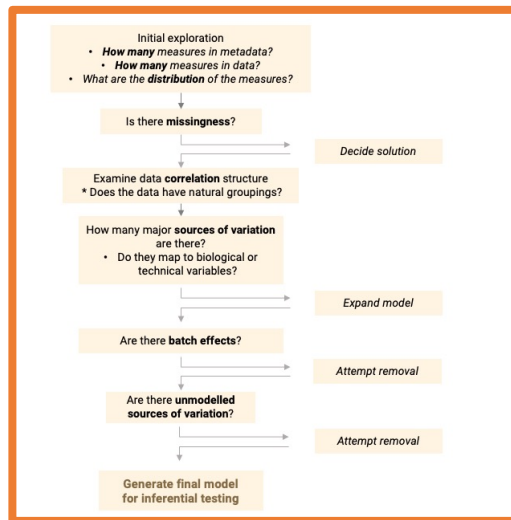 Initial exploration
• How many measures in metadata?
• How many measures in data?
• What are the distribution of the measures?
Is there missingness?
Decide solution
Examine data correlation structure
* Does the data have natural groupings?
How many major sources of variation
are there?
• Do they map to biological or
technical variables?
Expand model
Are there batch effects?
Attempt removal
Are there unmodelled
sources of variation?
Attempt removal
Generate final model
for inferential testing